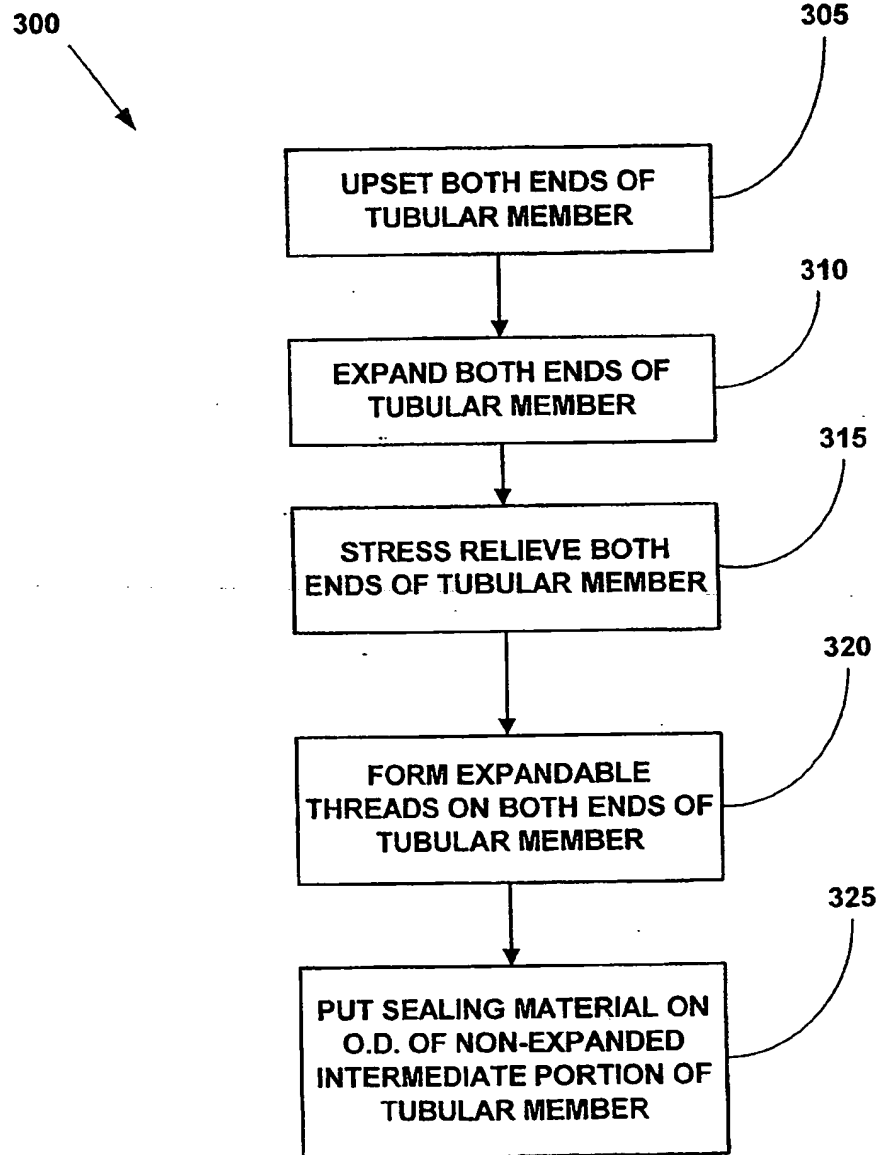 300
305
UPSET BOTH ENDS OF
TUBULAR MEMBER
310
EXPAND BOTH ENDS OF
TUBULAR MEMBER
315
STRESS RELIEVE BOTH
ENDS OF TUBULAR MEMBER
320
FORM EXPANDABLE
THREADS ON BOTH ENDS OF
TUBULAR MEMBER
325
PUT SEALING MATERIAL ON
O.D. OF NON-EXPANDED
INTERMEDIATE PORTION OF
TUBULAR MEMBER